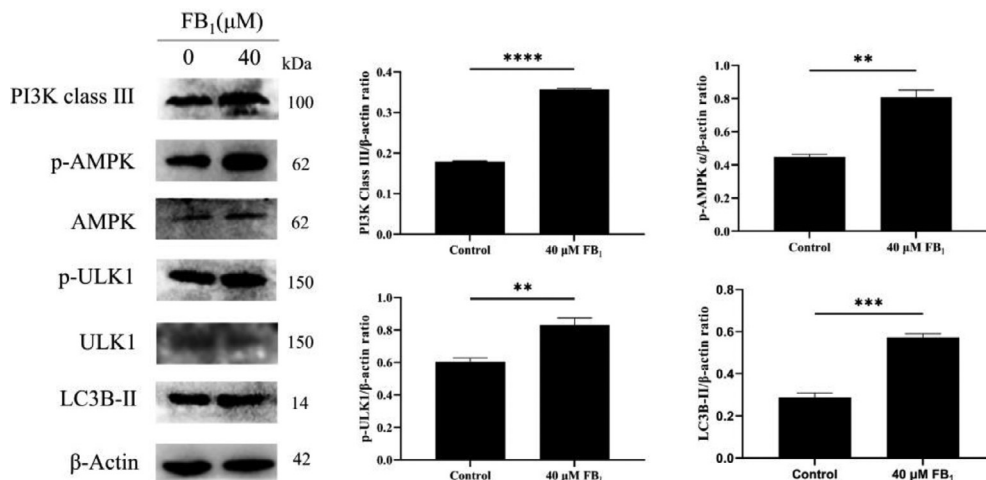 FB₁(μM)
0 40 kDa
PI3K class III 100
p-AMPK 62
AMPK 62
p-ULK1 150
ULK1 150
LC3B-II 14
β-Actin 42
****
PI3K Class III/β-actin ratio
0.4
0.3
0.2
0.1
0.0
Control 40 μM FB₁
**
p-AMPK α/β-actin ratio
1.0
0.8
0.6
0.4
0.2
0.0
Control 40 μM FB₁
**
p-ULK1/β-actin ratio
1.0
0.8
0.6
0.4
0.2
0.0
Control 40 μM FB₁
***
LC3B-II/β-actin ratio
0.8
0.6
0.4
0.2
0.0
Control 40 μM FB₁